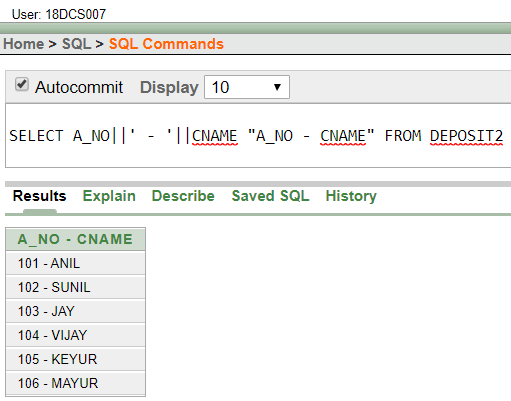 User: 18DCS007
Home > SQL > SQL Commands
Autocommit Display 10
SELECT A_NO||' - '||CNAME "A_NO - CNAME" FROM DEPOSIT2
Results Explain Describe Saved SQL History
A_NO - CNAME
101 - ANIL
102 - SUNIL
103 - JAY
104 - VIJAY
105 - KEYUR
106 - MAYUR